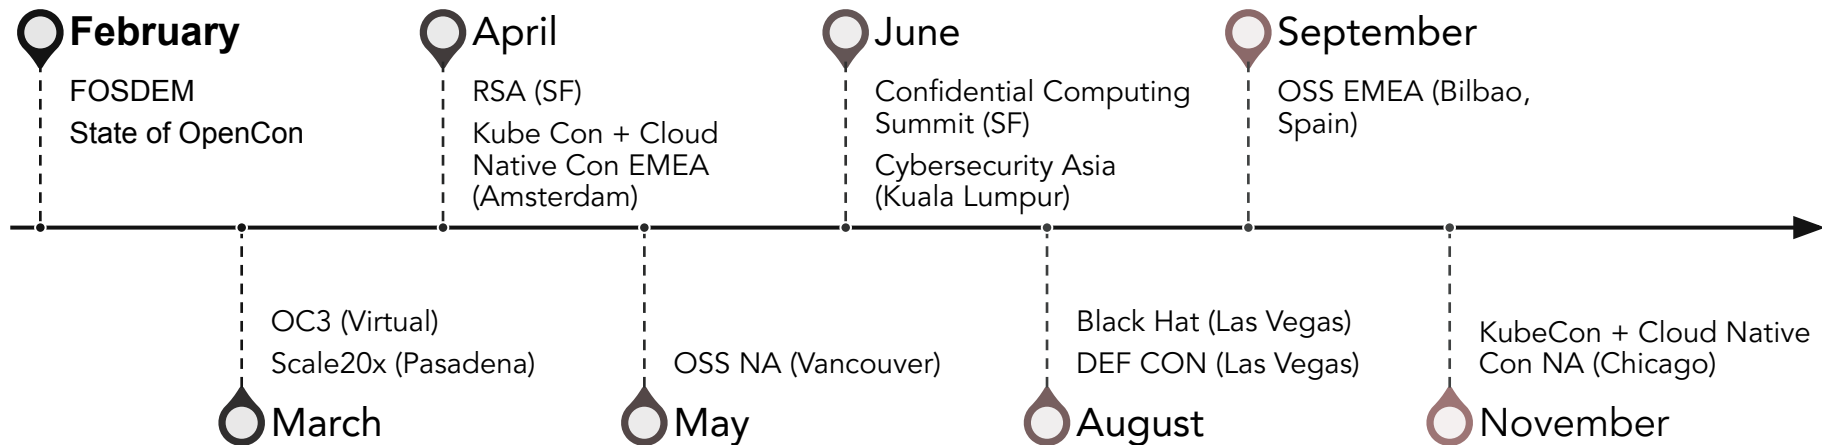 February
FOSDEM
State of OpenCon
April
RSA (SF)
Kube Con + Cloud
Native Con EMEA
(Amsterdam)
June
Confidential Computing
Summit (SF)
Cybersecurity Asia
(Kuala Lumpur)
September
OSS EMEA (Bilbao,
Spain)
OC3 (Virtual)
Scale20x (Pasadena)
March
OSS NA (Vancouver)
May
Black Hat (Las Vegas)
DEF CON (Las Vegas)
August
KubeCon + Cloud Native
Con NA (Chicago)
November